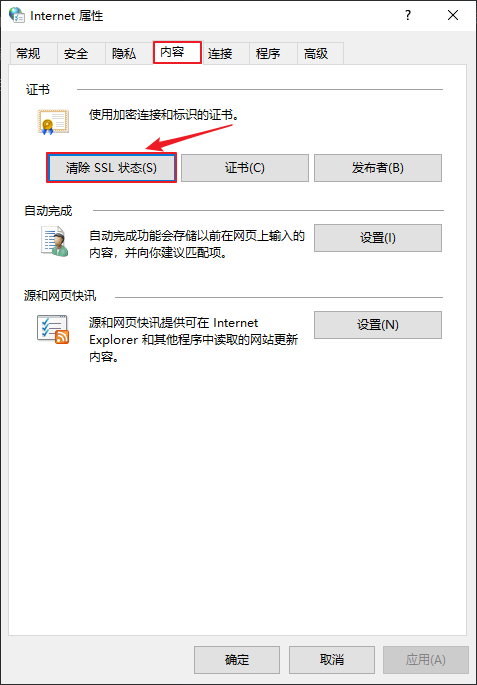 Internet 属性
?
常规 安全 隐私 内容 连接 程序 高级
证书
使用加密连接和标识的证书。
清除 SSL 状态(S) 证书(C) 发布者(B)
自动完成
自动完成功能会存储以前在网页上输入的
内容，并向你建议匹配项。
设置(I)
源和网页快讯
源和网页快讯提供可在 Internet
Explorer 和其他程序中读取的网站更新
内容。
设置(N)
确定 取消 应用(A)